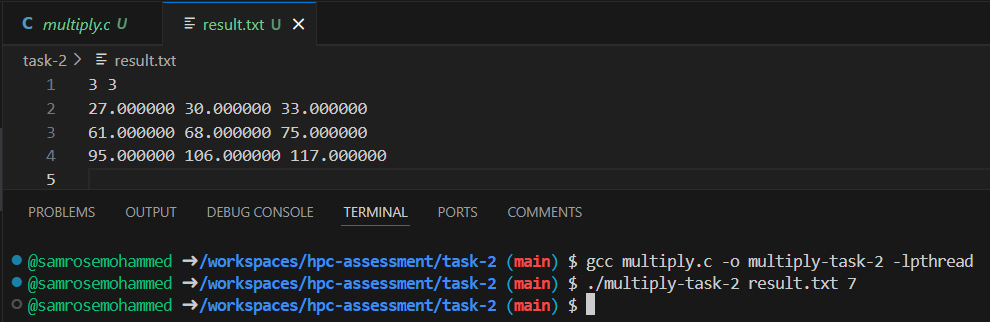 C multiply.c U result.txt U ×
task-2 > result.txt
1 3 3
2 27.000000 30.000000 33.000000
3 61.000000 68.000000 75.000000
4 95.000000 106.000000 117.000000
5
PROBLEMS OUTPUT DEBUG CONSOLE TERMINAL PORTS COMMENTS
@samrosemohammed ➜/workspaces/hpc-assessment/task-2 (main) $ gcc multiply.c -o multiply-task-2 -lpthread
@samrosemohammed ➜/workspaces/hpc-assessment/task-2 (main) $ ./multiply-task-2 result.txt 7
@samrosemohammed ➜/workspaces/hpc-assessment/task-2 (main) $